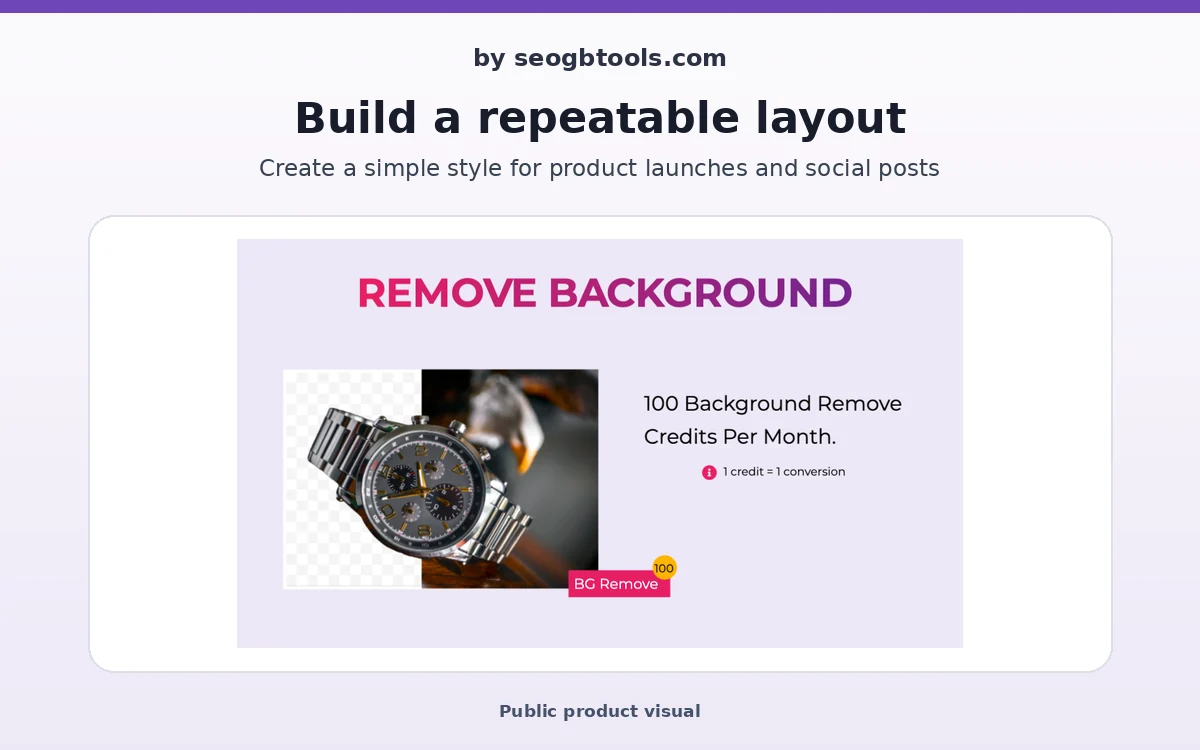 by seogbtools.com
Build a repeatable layout
Create a simple style for product launches and social posts
REMOVE BACKGROUND
100 Background Remove
Credits Per Month.
1 credit = 1 conversion
100
BG Remove
Public product visual